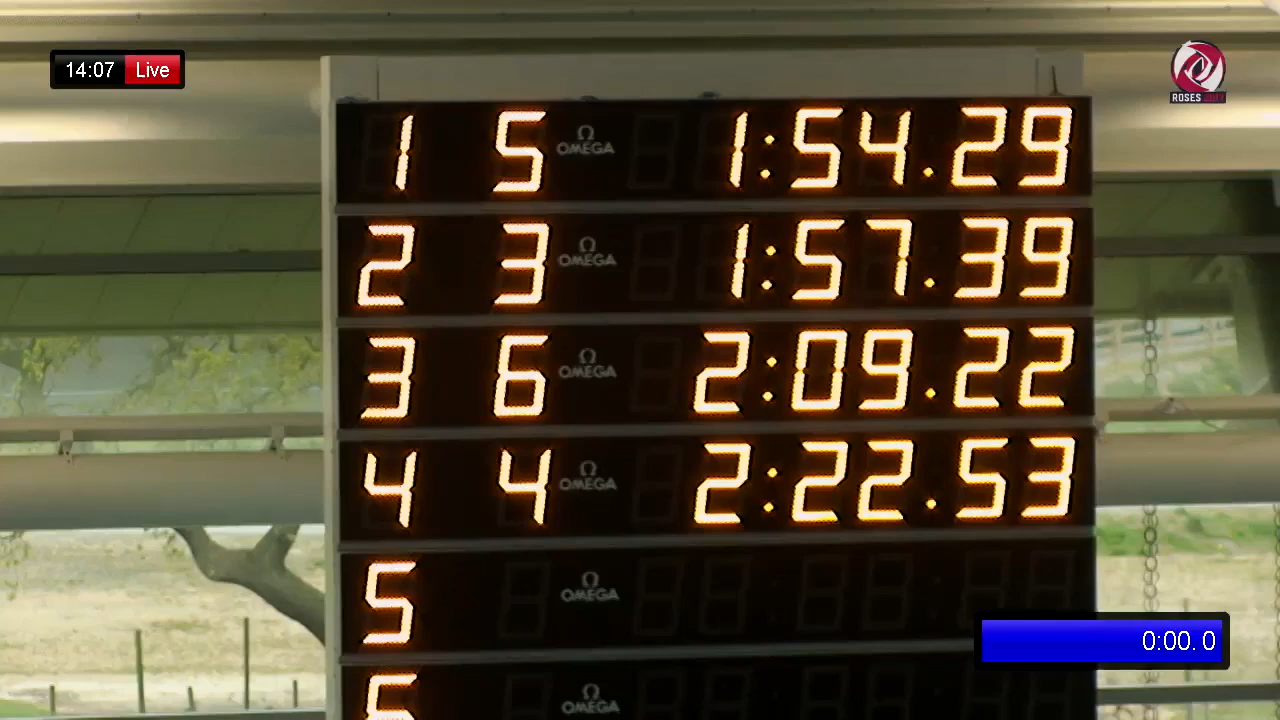 14:07 Live
ROSES
1 5 Ω OMEGA 1:54.29
2 3 Ω OMEGA 1:57.39
3 6 Ω OMEGA 2:09.22
4 4 Ω OMEGA 2:22.53
5 Ω OMEGA
0:00. 0
Ω OMEGA